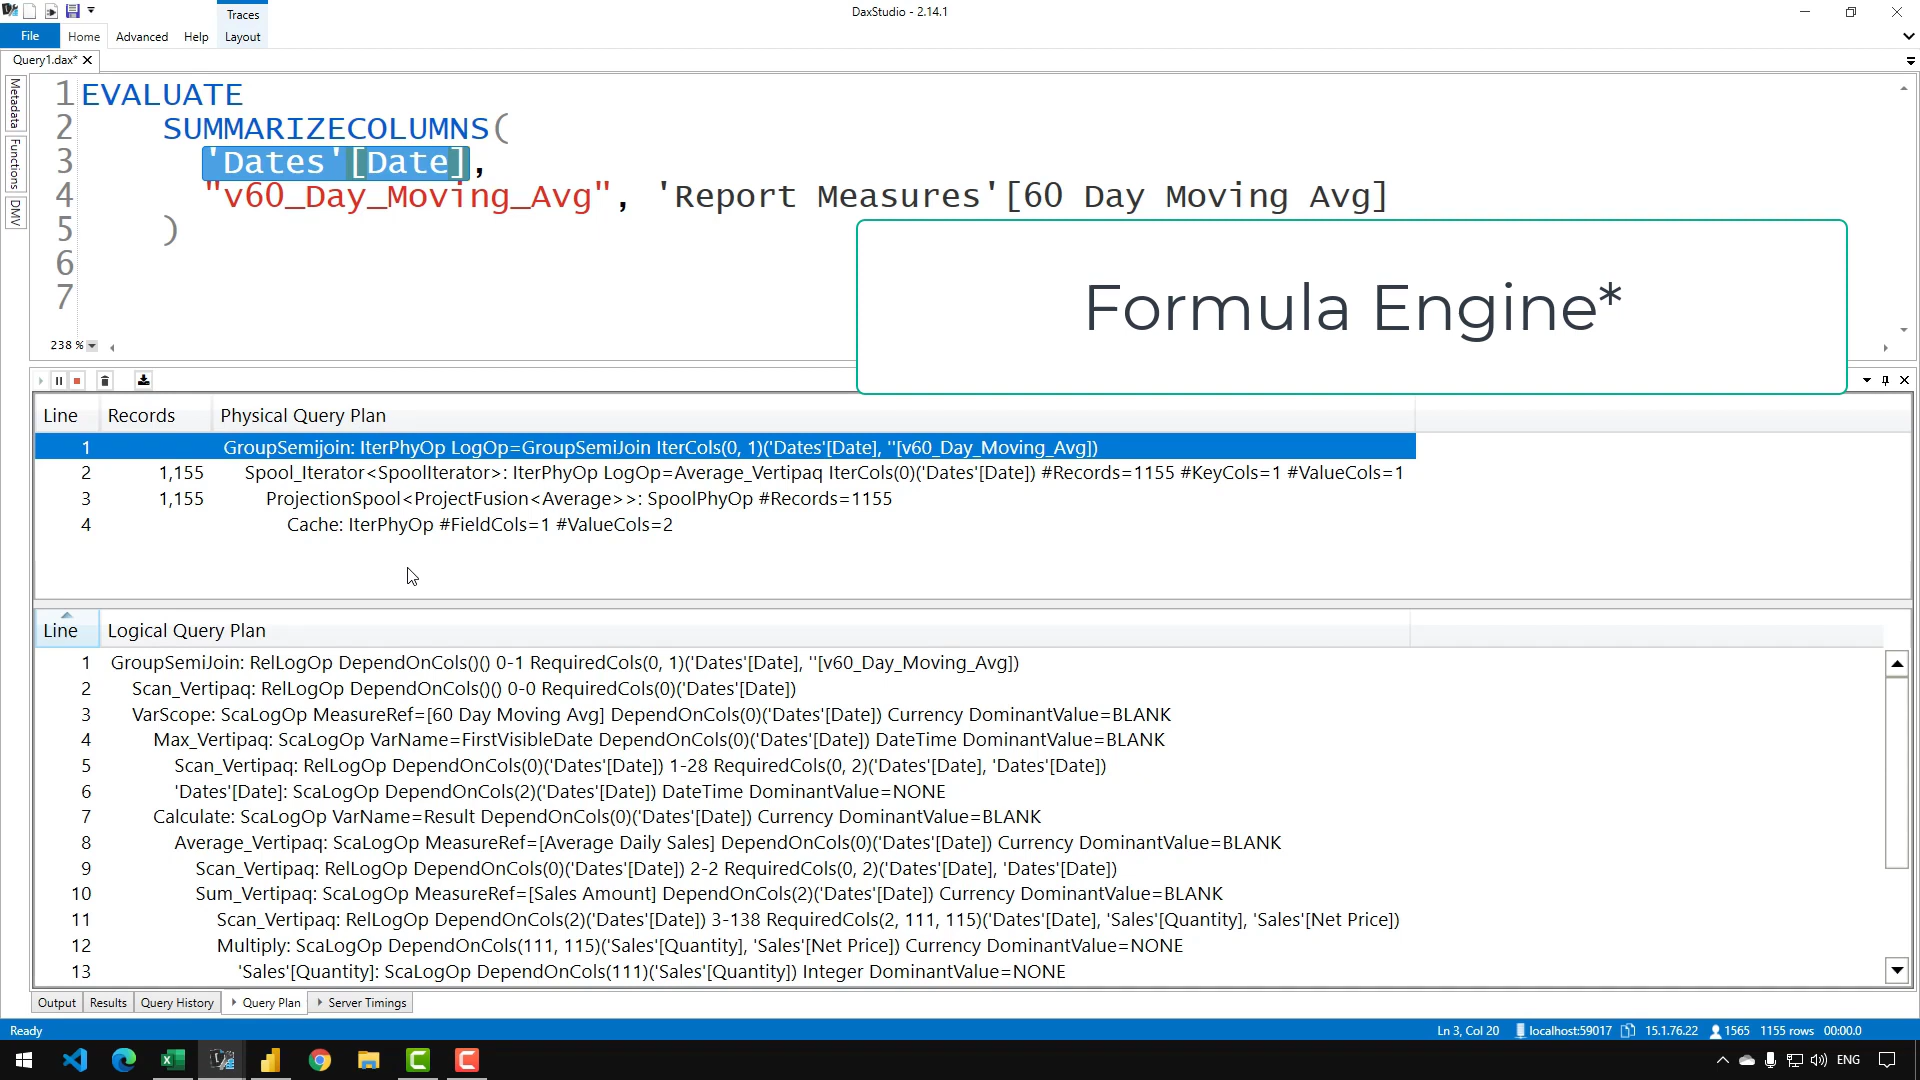 DaxStudio - 2.14.1
Traces
File
Home
Advanced
Help
Layout
Query1.dax*
Metadata
Functions
DMV
1 EVALUATE
2 SUMMARIZECOLUMNS(
3 'Dates'[Date],
4 "v60_Day_Moving_Avg", 'Report Measures'[60 Day Moving Avg]
5 )
6
7
Formula Engine*
238 %
Line Records Physical Query Plan
1 GroupSemijoin: IterPhyOp LogOp=GroupSemiJoin IterCols(0, 1)('Dates'[Date], ''[v60_Day_Moving_Avg])
2 1,155 Spool_Iterator<SpoolIterator>: IterPhyOp LogOp=Average_Vertipaq IterCols(0)('Dates'[Date]) #Records=1155 #KeyCols=1 #ValueCols=1
3 1,155 ProjectionSpool<ProjectFusion<Average>>: SpoolPhyOp #Records=1155
4 Cache: IterPhyOp #FieldCols=1 #ValueCols=2
Line Logical Query Plan
1 GroupSemiJoin: RelLogOp DependOnCols()() 0-1 RequiredCols(0, 1)('Dates'[Date], ''[v60_Day_Moving_Avg])
2 Scan_Vertipaq: RelLogOp DependOnCols()() 0-0 RequiredCols(0)('Dates'[Date])
3 VarScope: ScaLogOp MeasureRef=[60 Day Moving Avg] DependOnCols(0)('Dates'[Date]) Currency DominantValue=BLANK
4 Max_Vertipaq: ScaLogOp VarName=FirstVisibleDate DependOnCols(0)('Dates'[Date]) DateTime DominantValue=BLANK
5 Scan_Vertipaq: RelLogOp DependOnCols(0)('Dates'[Date]) 1-28 RequiredCols(0, 2)('Dates'[Date], 'Dates'[Date])
6 'Dates'[Date]: ScaLogOp DependOnCols(2)('Dates'[Date]) DateTime DominantValue=NONE
7 Calculate: ScaLogOp VarName=Result DependOnCols(0)('Dates'[Date]) Currency DominantValue=BLANK
8 Average_Vertipaq: ScaLogOp MeasureRef=[Average Daily Sales] DependOnCols(0)('Dates'[Date]) Currency DominantValue=BLANK
9 Scan_Vertipaq: RelLogOp DependOnCols(0)('Dates'[Date]) 2-2 RequiredCols(0, 2)('Dates'[Date], 'Dates'[Date])
10 Sum_Vertipaq: ScaLogOp MeasureRef=[Sales Amount] DependOnCols(2)('Dates'[Date]) Currency DominantValue=BLANK
11 Scan_Vertipaq: RelLogOp DependOnCols(2)('Dates'[Date]) 3-138 RequiredCols(2, 111, 115)('Dates'[Date], 'Sales'[Quantity], 'Sales'[Net Price])
12 Multiply: ScaLogOp DependOnCols(111, 115)('Sales'[Quantity], 'Sales'[Net Price]) Currency DominantValue=NONE
13 'Sales'[Quantity]: ScaLogOp DependOnCols(111)('Sales'[Quantity]) Integer DominantValue=NONE
Output Results Query History Query Plan Server Timings
Ready Ln 3, Col 20 localhost:59017 15.1.76.22 1565 1155 rows 00:00.0
ENG